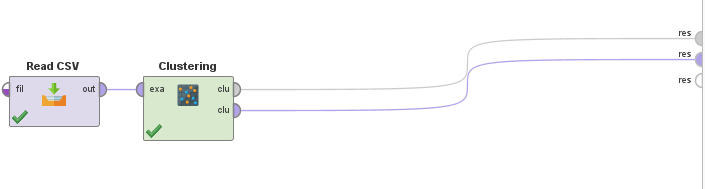 Read CSV
fil
out
Clustering
exa
clu
clu
res
res
res